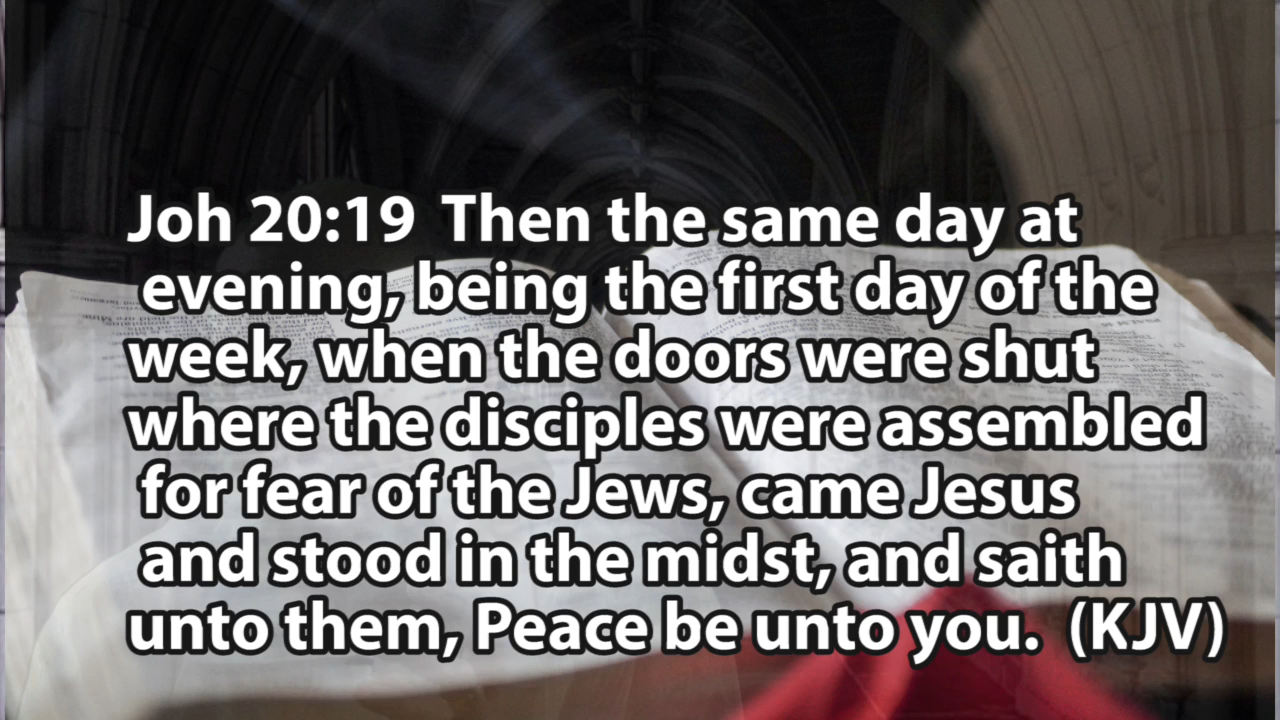 Joh 20:19  Then the same day at
evening, being the first day of the
week, when the doors were shut
where the disciples were assembled
for fear of the Jews, came Jesus
and stood in the midst, and saith
unto them, Peace be unto you.  (KJV)